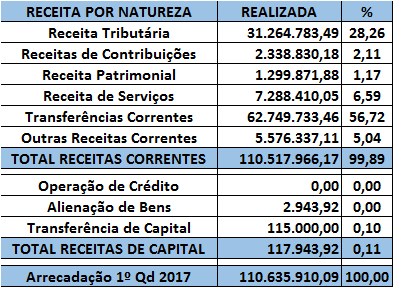 RECEITA POR NATUREZA REALIZADA %
Receita Tributária 31.264.783,49 28,26
Receitas de Contribuições 2.338.830,18 2,11
Receita Patrimonial 1.299.871,88 1,17
Receita de Serviços 7.288.410,05 6,59
Transferências Correntes 62.749.733,46 56,72
Outras Receitas Correntes 5.576.337,11 5,04
TOTAL RECEITAS CORRENTES 110.517.966,17 99,89
Operação de Crédito 0,00 0,00
Alienação de Bens 2.943,92 0,00
Transferência de Capital 115.000,00 0,10
TOTAL RECEITAS DE CAPITAL 117.943,92 0,11
Arrecadação 1º Qd 2017 110.635.910,09 100,00